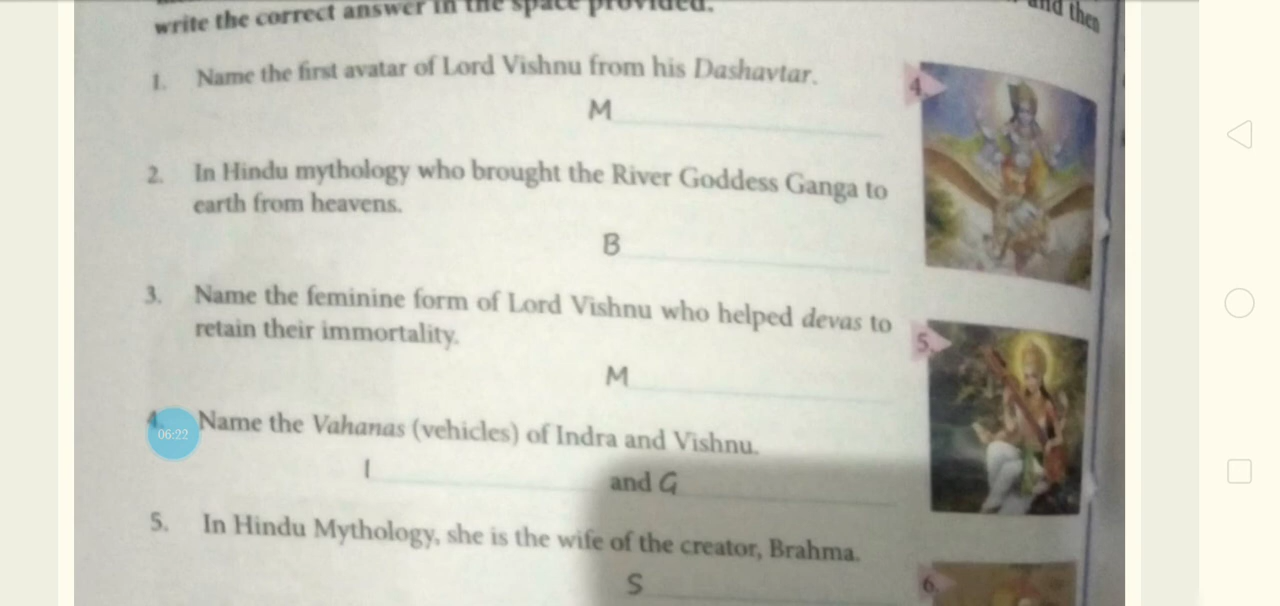 write the correct answer in the space provided.
and then
1. Name the first avatar of Lord Vishnu from his Dashavtar.
M
4
2. In Hindu mythology who brought the River Goddess Ganga to
earth from heavens.
B
3. Name the feminine form of Lord Vishnu who helped devas to
retain their immortality.
5
M
06:22
Name the Vahanas (vehicles) of Indra and Vishnu.
I and G
5. In Hindu Mythology, she is the wife of the creator, Brahma.
S
6